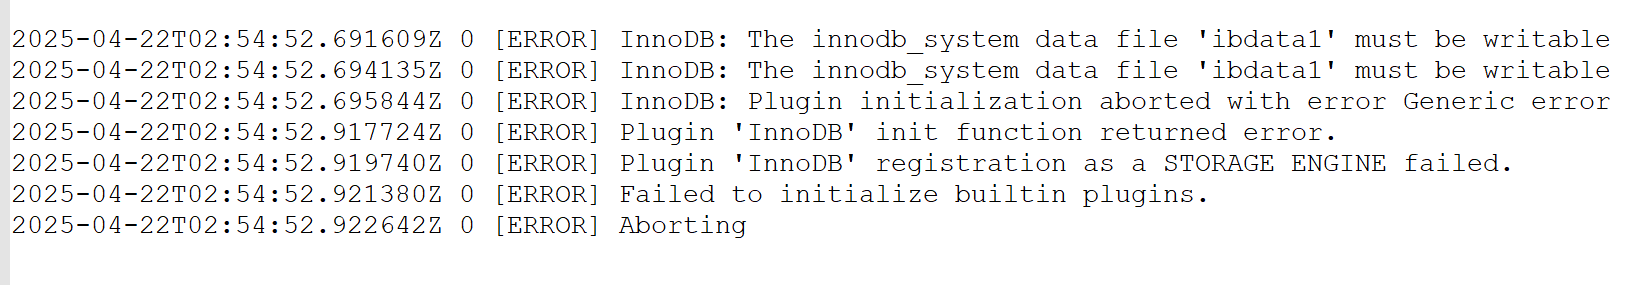 2025-04-22T02:54:52.691609Z 0 [ERROR] InnoDB: The innodb_system data file 'ibdata1' must be writable
2025-04-22T02:54:52.694135Z 0 [ERROR] InnoDB: The innodb_system data file 'ibdata1' must be writable
2025-04-22T02:54:52.695844Z 0 [ERROR] InnoDB: Plugin initialization aborted with error Generic error
2025-04-22T02:54:52.917724Z 0 [ERROR] Plugin 'InnoDB' init function returned error.
2025-04-22T02:54:52.919740Z 0 [ERROR] Plugin 'InnoDB' registration as a STORAGE ENGINE failed.
2025-04-22T02:54:52.921380Z 0 [ERROR] Failed to initialize builtin plugins.
2025-04-22T02:54:52.922642Z 0 [ERROR] Aborting